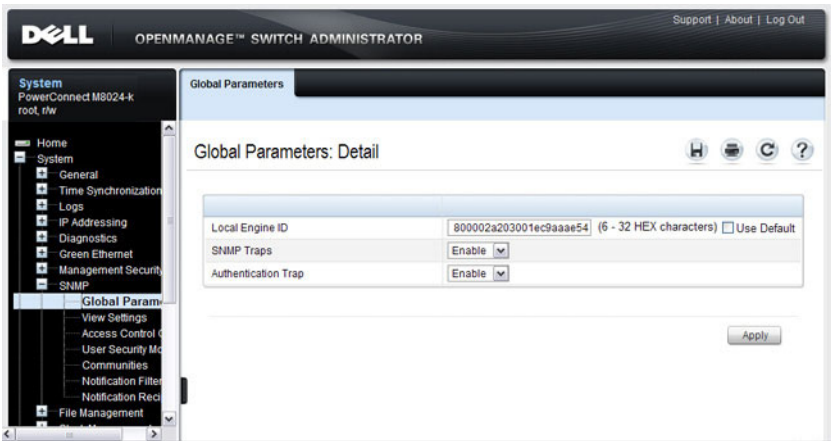 Support | About | Log Out
DELL OPENMANAGE™ SWITCH ADMINISTRATOR
System
PowerConnect M8024-k
root, r/w
Global Parameters
Home
System
General
Time Synchronization
Logs
IP Addressing
Diagnostics
Green Ethernet
Management Security
SNMP
Global Param
View Settings
Access Control
User Security Mo
Communities
Notification Filter
Notification Reci
File Management
Global Parameters: Detail
Local Engine ID 800002a203001ec9aaae54 (6 - 32 HEX characters) Use Default
SNMP Traps Enable
Authentication Trap Enable
Apply